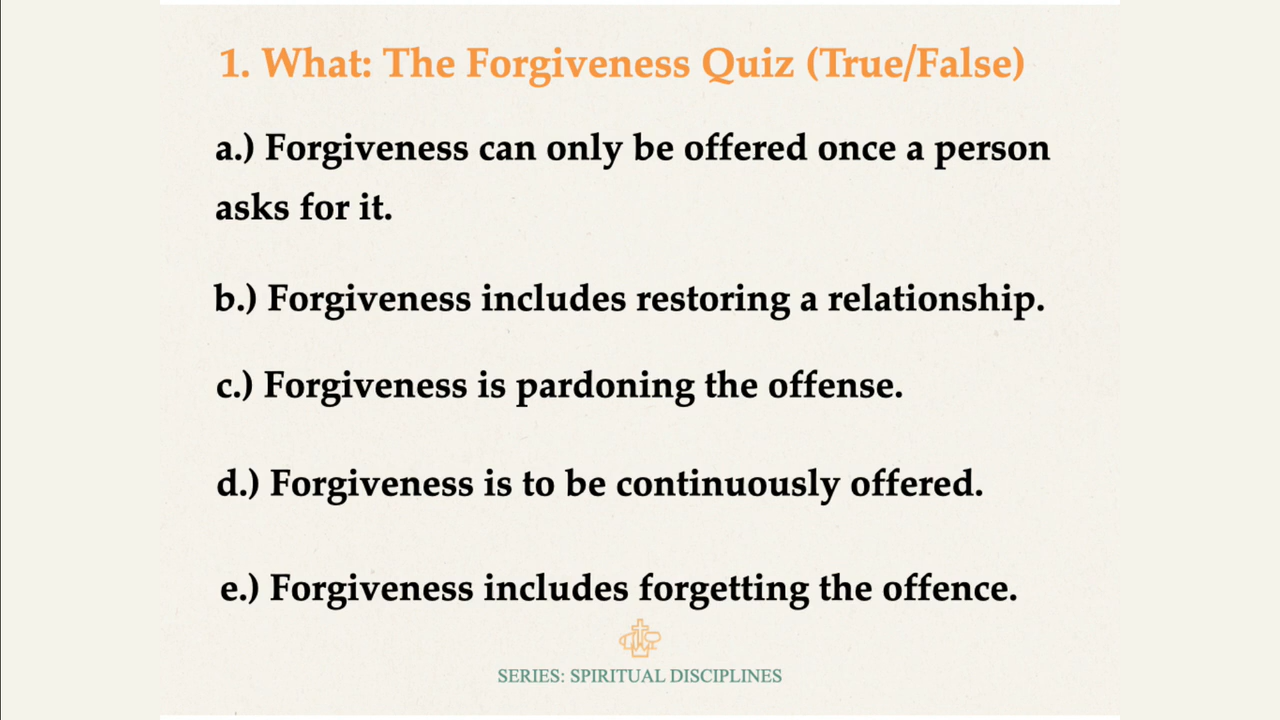 1. What: The Forgiveness Quiz (True/False)
a.) Forgiveness can only be offered once a person
asks for it.
b.) Forgiveness includes restoring a relationship.
c.) Forgiveness is pardoning the offense.
d.) Forgiveness is to be continuously offered.
e.) Forgiveness includes forgetting the offence.
SERIES: SPIRITUAL DISCIPLINES